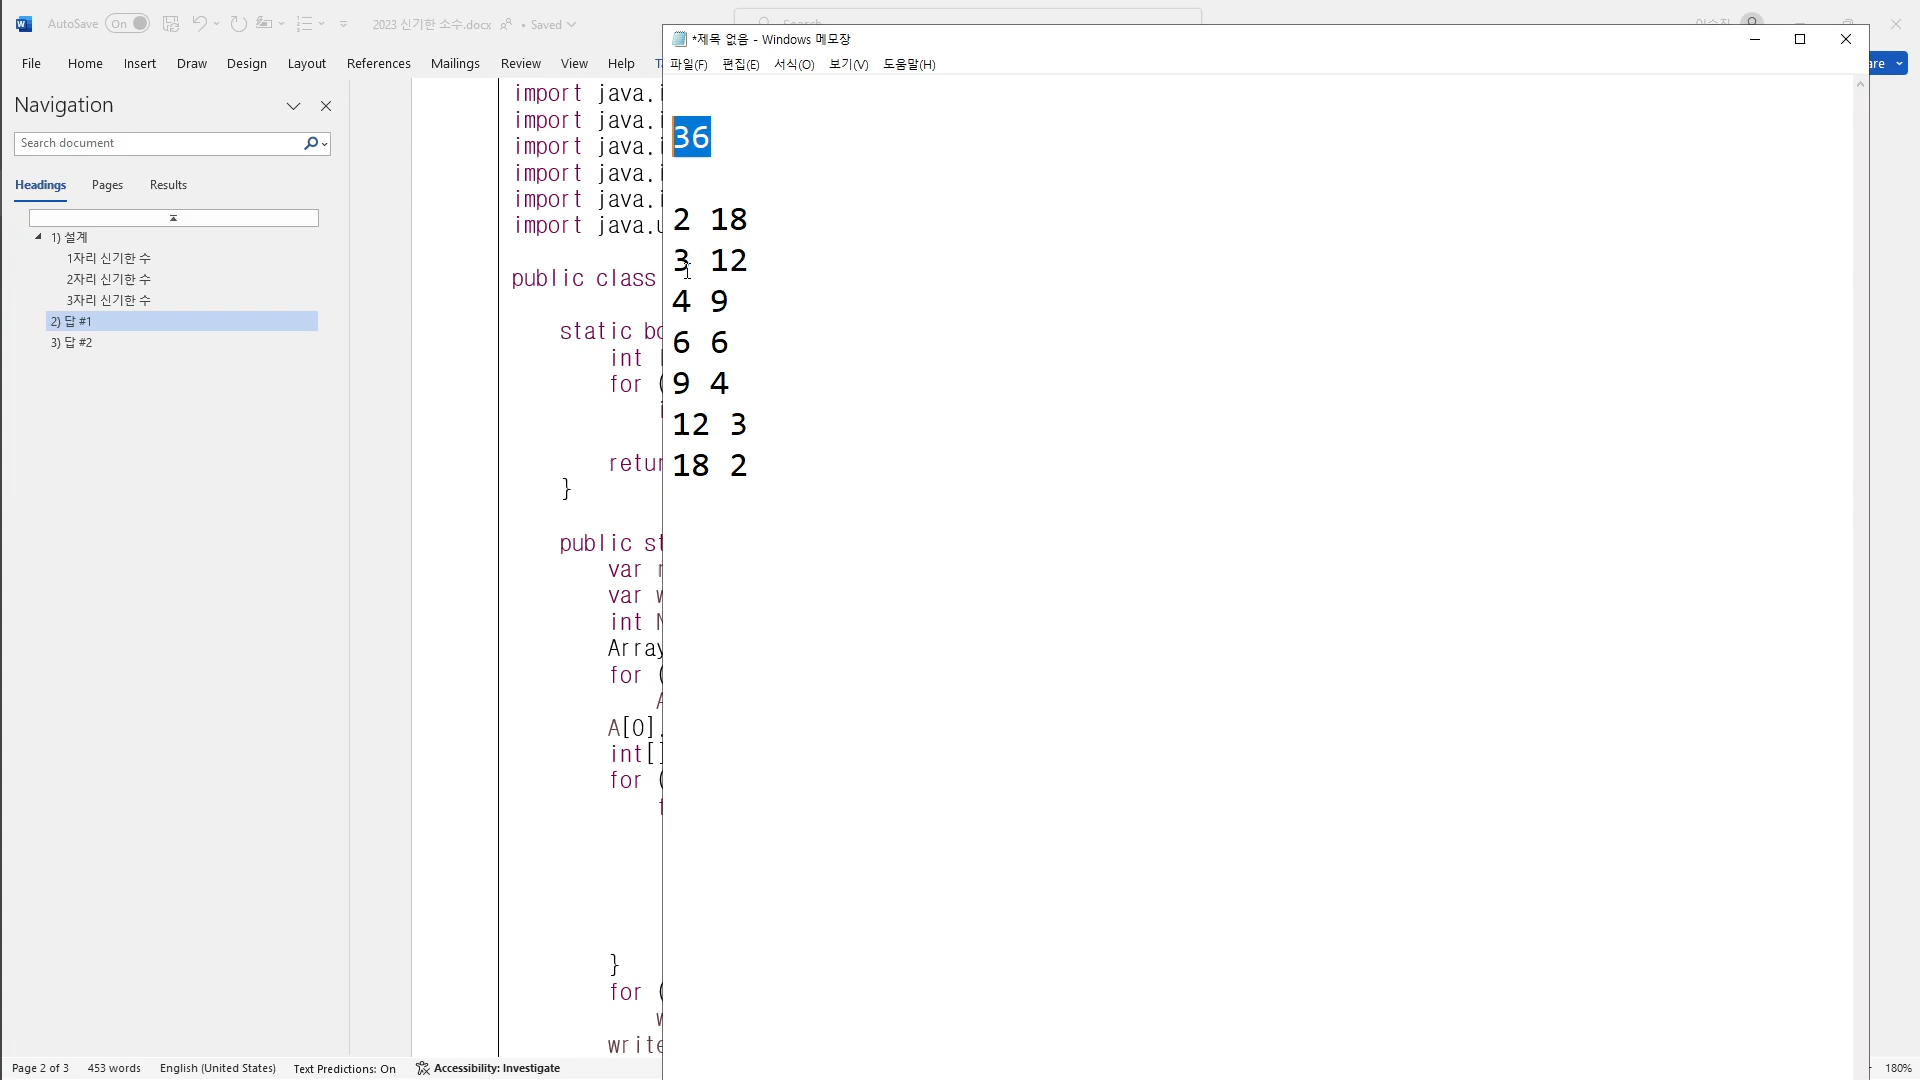 AutoSave On 2023 신기한 소수.docx • Saved Search
File Home Insert Draw Design Layout References Mailings Review View Help
Navigation
Search document
Headings Pages Results
1) 설계
1자리 신기한 수
2자리 신기한 수
3자리 신기한 수
2) 답 #1
3) 답 #2
import java.i
import java.i
import java.i
import java.i
import java.i
import java.u
public class
static bo
int
for (
retur
}
public st
var r
var w
int N
Array
for (
A
A[0].
int[]
for (
}
for (
w
write
*제목 없음 - Windows 메모장
파일(F) 편집(E) 서식(O) 보기(V) 도움말(H)
36
2 18
3 12
4 9
6 6
9 4
12 3
18 2
Page 2 of 3 453 words English (United States) Text Predictions: On Accessibility: Investigate 180%